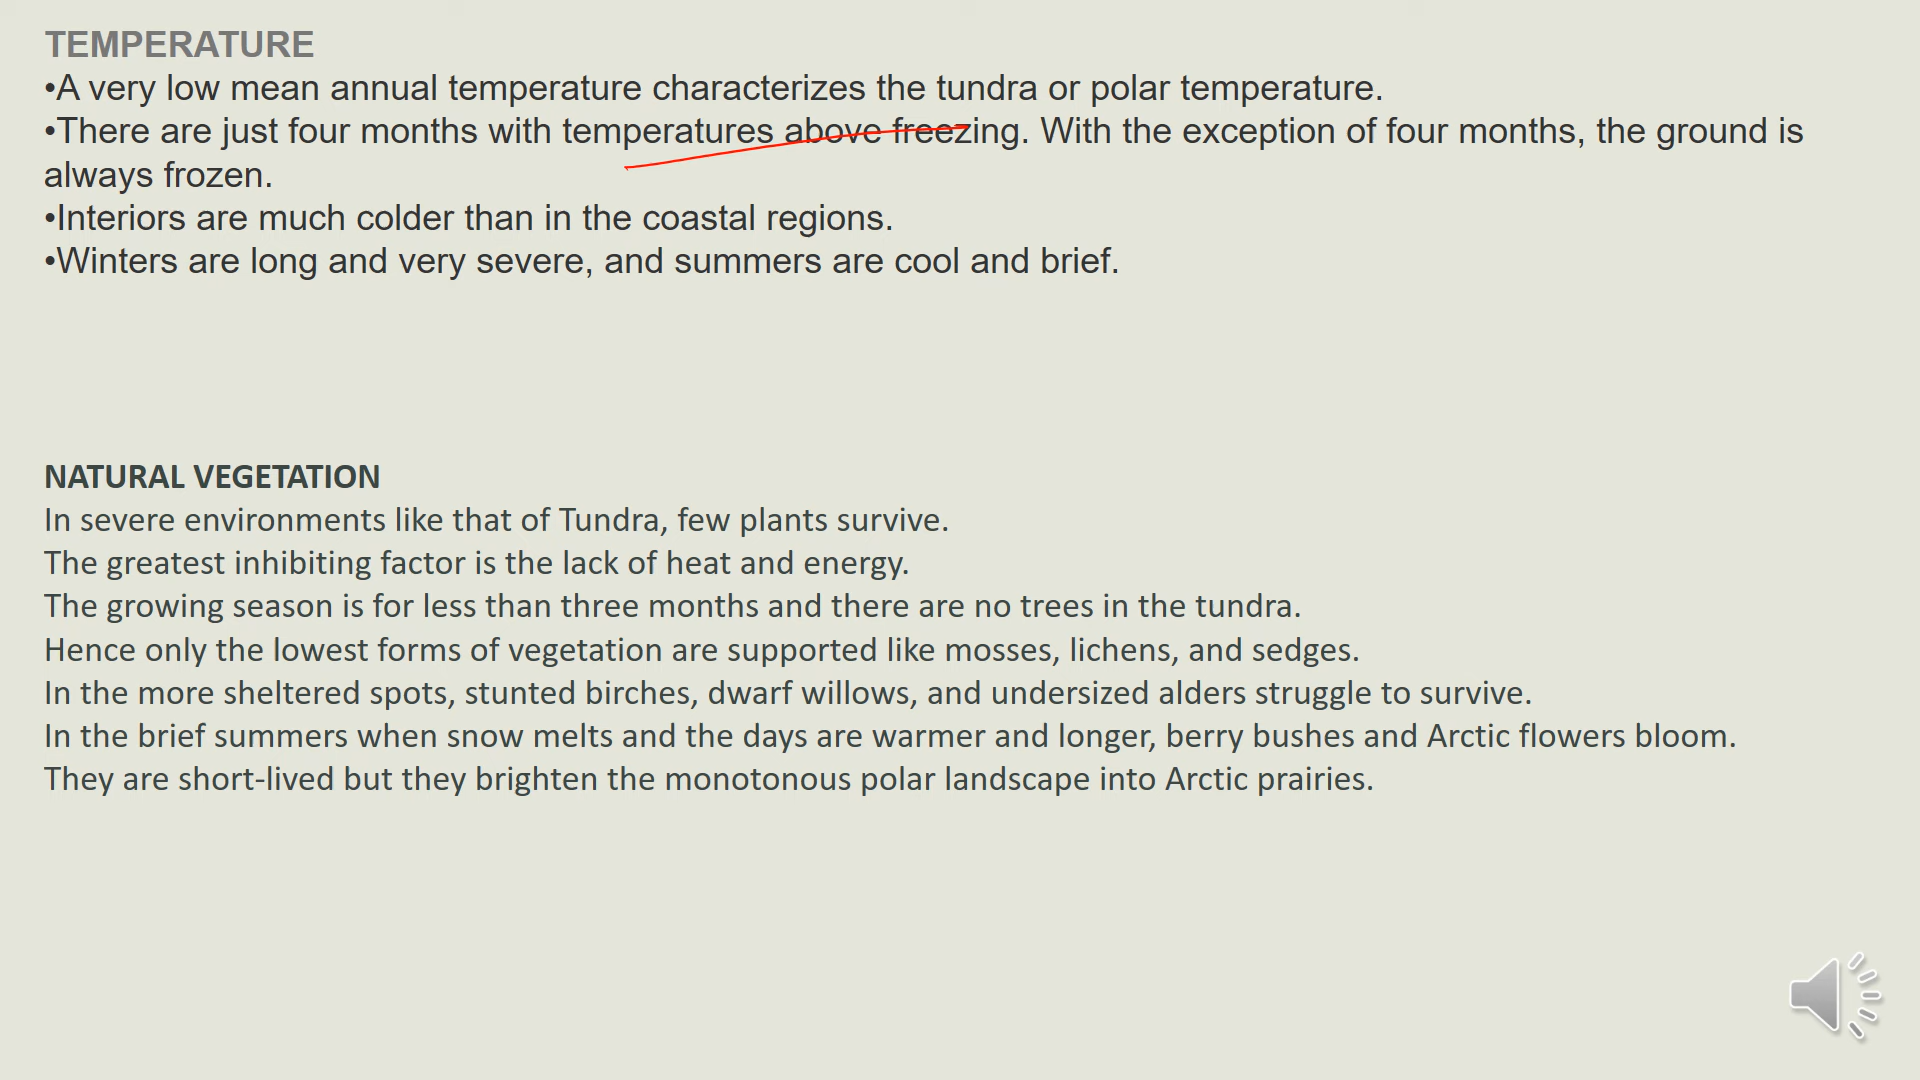 TEMPERATURE
•A very low mean annual temperature characterizes the tundra or polar temperature.
•There are just four months with temperatures above freezing. With the exception of four months, the ground is
always frozen.
•Interiors are much colder than in the coastal regions.
•Winters are long and very severe, and summers are cool and brief.
NATURAL VEGETATION
In severe environments like that of Tundra, few plants survive.
The greatest inhibiting factor is the lack of heat and energy.
The growing season is for less than three months and there are no trees in the tundra.
Hence only the lowest forms of vegetation are supported like mosses, lichens, and sedges.
In the more sheltered spots, stunted birches, dwarf willows, and undersized alders struggle to survive.
In the brief summers when snow melts and the days are warmer and longer, berry bushes and Arctic flowers bloom.
They are short-lived but they brighten the monotonous polar landscape into Arctic prairies.